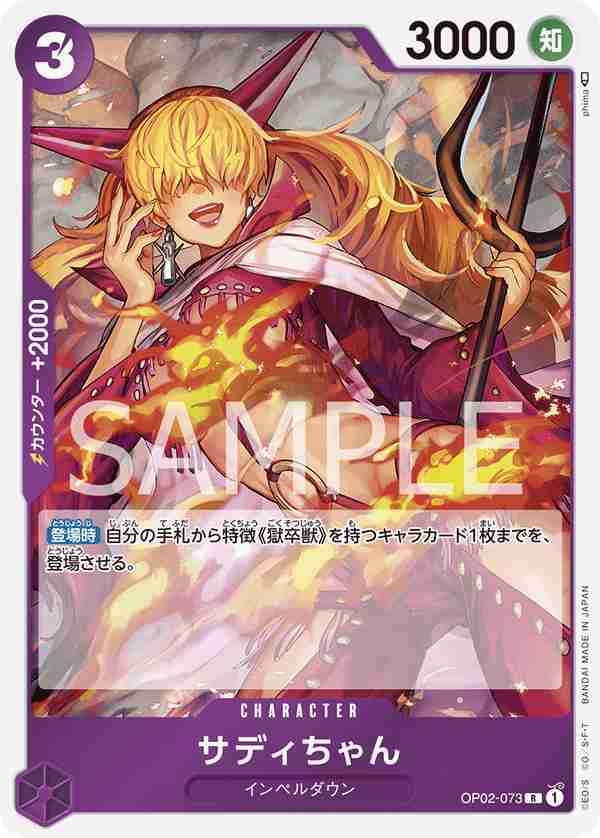 3
3000
知
phima
カウンター +2000
SAMPLE
登場時 自分の手札から特徴《獄卒獣》を持つキャラカード1枚までを、
登場させる。
CHARACTER
サディちゃん
インペルダウン
OP02-073 R 1
©E.O/S ©O/S･F･T BANDAI MADE IN JAPAN